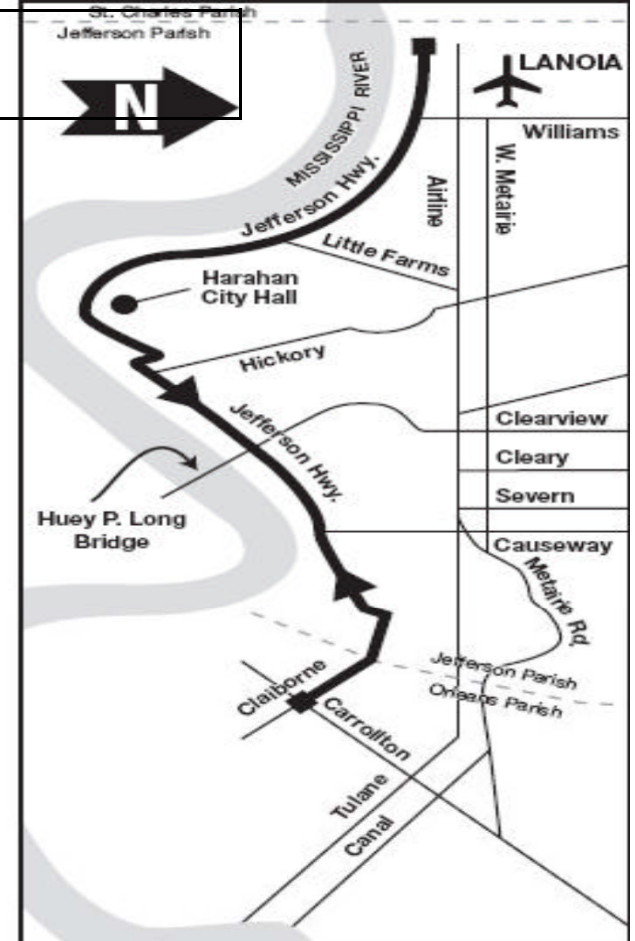 St. Charles Parish
Jefferson Parish
N
MISSISSIPPI RIVER
LANOIA
Williams
W. Metairie
Airline
Jefferson Hwy.
Little Farms
Harahan
City Hall
Hickory
Jefferson Hwy.
Clearview
Cleary
Severn
Huey P. Long
Bridge
Causeway
Metairie Rd.
Jefferson Parish
Orleans Parish
Claiborne
Carrollton
Tulane
Canal